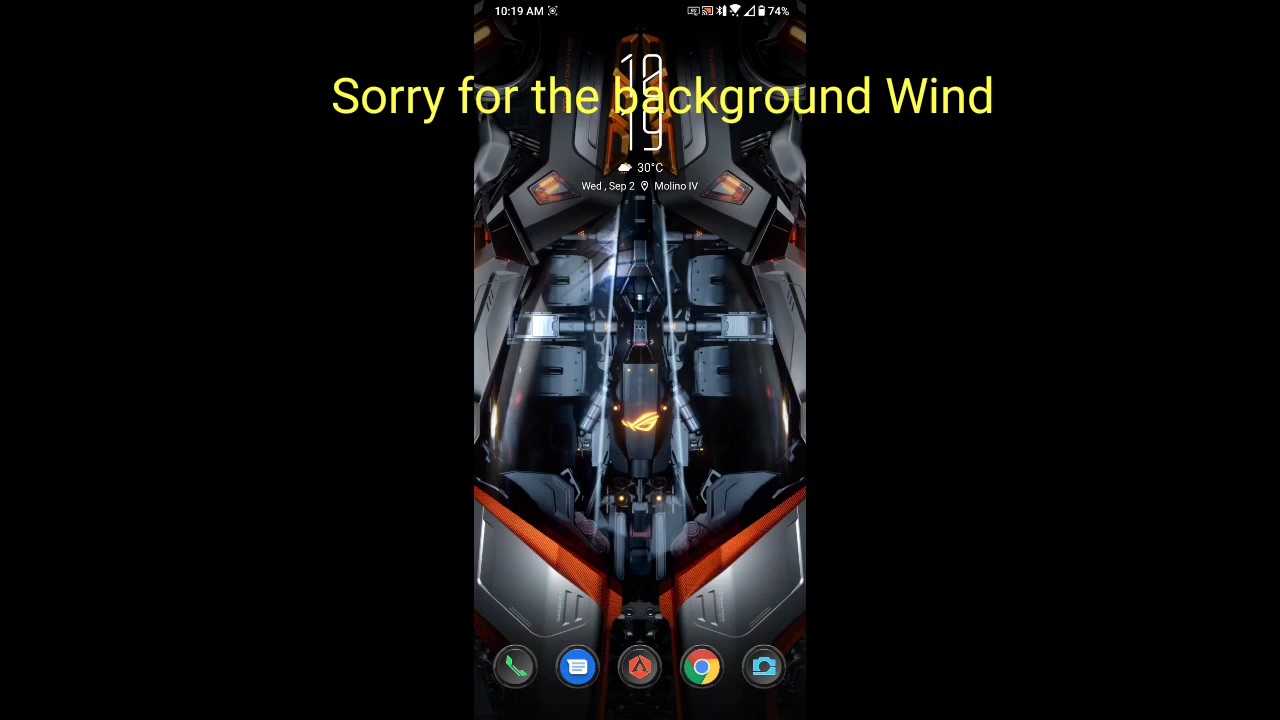 10:19 AM
74%
Sorry for the background Wind
10
19
30°C
Wed , Sep 2 Molino IV